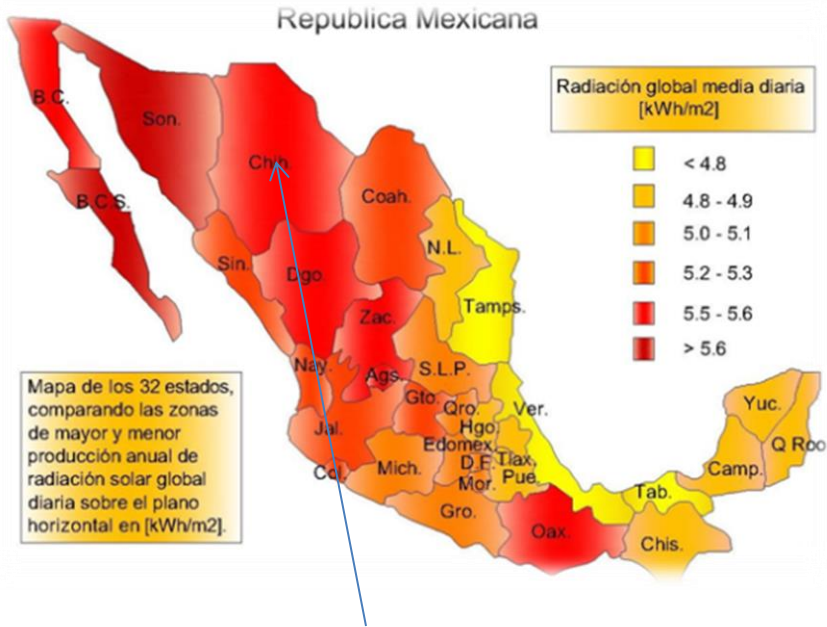 Republica Mexicana
Radiación global media diaria
[kWh/m2]
< 4.8
4.8 - 4.9
5.0 - 5.1
5.2 - 5.3
5.5 - 5.6
> 5.6
B.C.
Son.
Chih.
B.C.S.
Coah.
N.L.
Sin.
Dgo.
Tamps.
Zac.
Nay.
Ags.
S.L.P.
Gto.
Qro.
Ver.
Hgo.
Jal.
Edomex.
D.F.
Tlax.
Col.
Mich.
Mor.
Pue.
Gro.
Oax.
Tab.
Chis.
Camp.
Yuc.
Q Roo
Mapa de los 32 estados,
comparando las zonas
de mayor y menor
producción anual de
radiación solar global
diaria sobre el plano
horizontal en [kWh/m2].